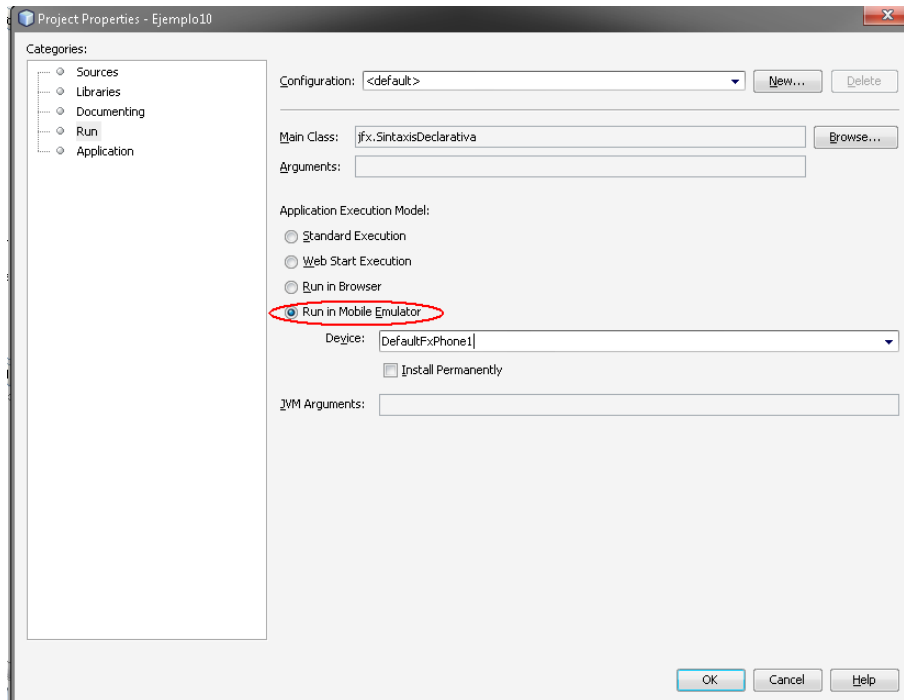 Project Properties - Ejemplo10
Categories:
Sources
Libraries
Documenting
Run
Application
Configuration: <default> New... Delete
Main Class: jfx.SintaxisDeclarativa Browse...
Arguments:
Application Execution Model:
Standard Execution
Web Start Execution
Run in Browser
Run in Mobile Emulator
Device: DefaultFxPhone1
Install Permanently
JVM Arguments:
OK Cancel Help